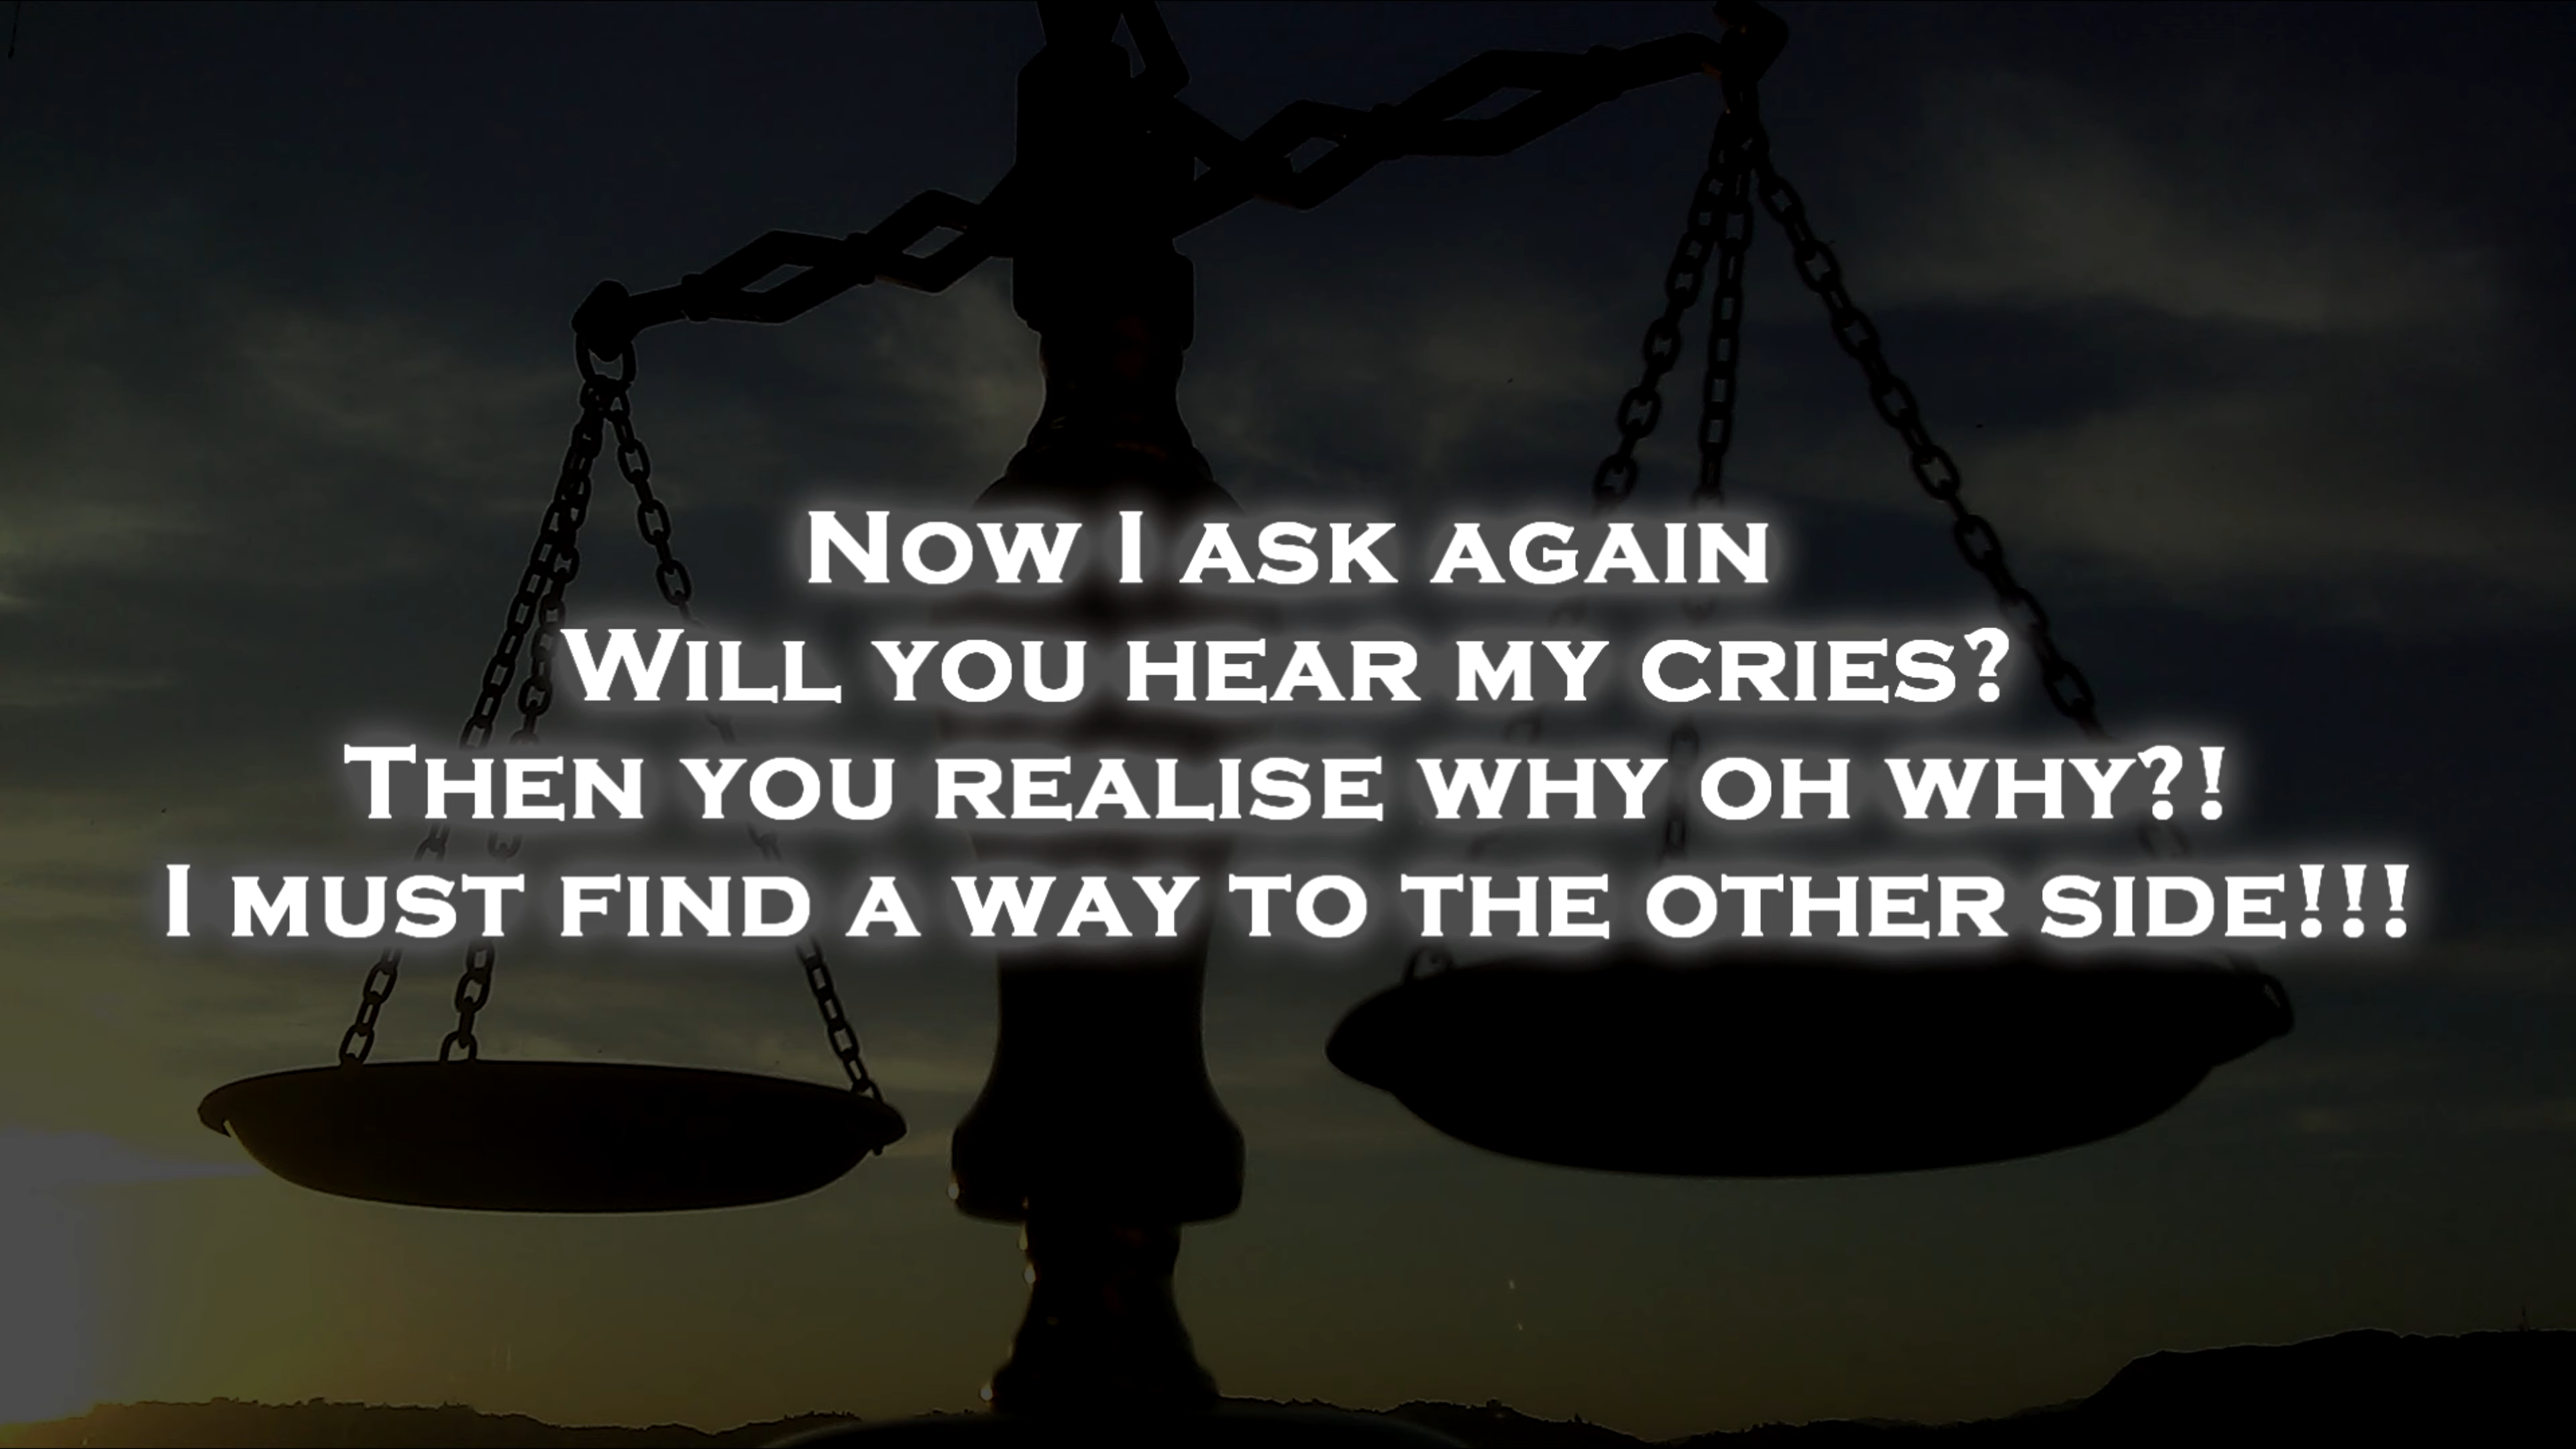 Now I ask again
Will you hear my cries?
Then you realise why oh why?!
I must find a way to the other side!!!